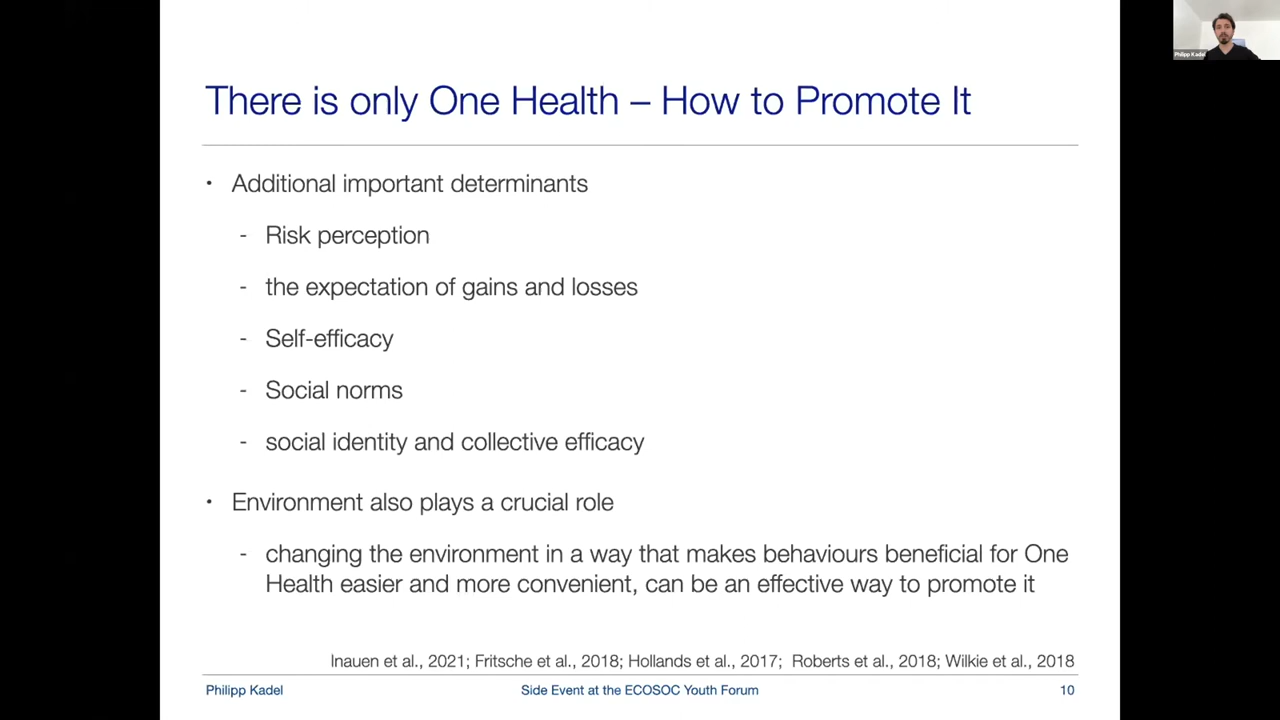 There is only One Health – How to Promote It
• Additional important determinants
- Risk perception
- the expectation of gains and losses
- Self-efficacy
- Social norms
- social identity and collective efficacy
• Environment also plays a crucial role
- changing the environment in a way that makes behaviours beneficial for One
Health easier and more convenient, can be an effective way to promote it
Inauen et al., 2021; Fritsche et al., 2018; Hollands et al., 2017; Roberts et al., 2018; Wilkie et al., 2018
Philipp Kadel
Side Event at the ECOSOC Youth Forum
10
Philipp Kadel